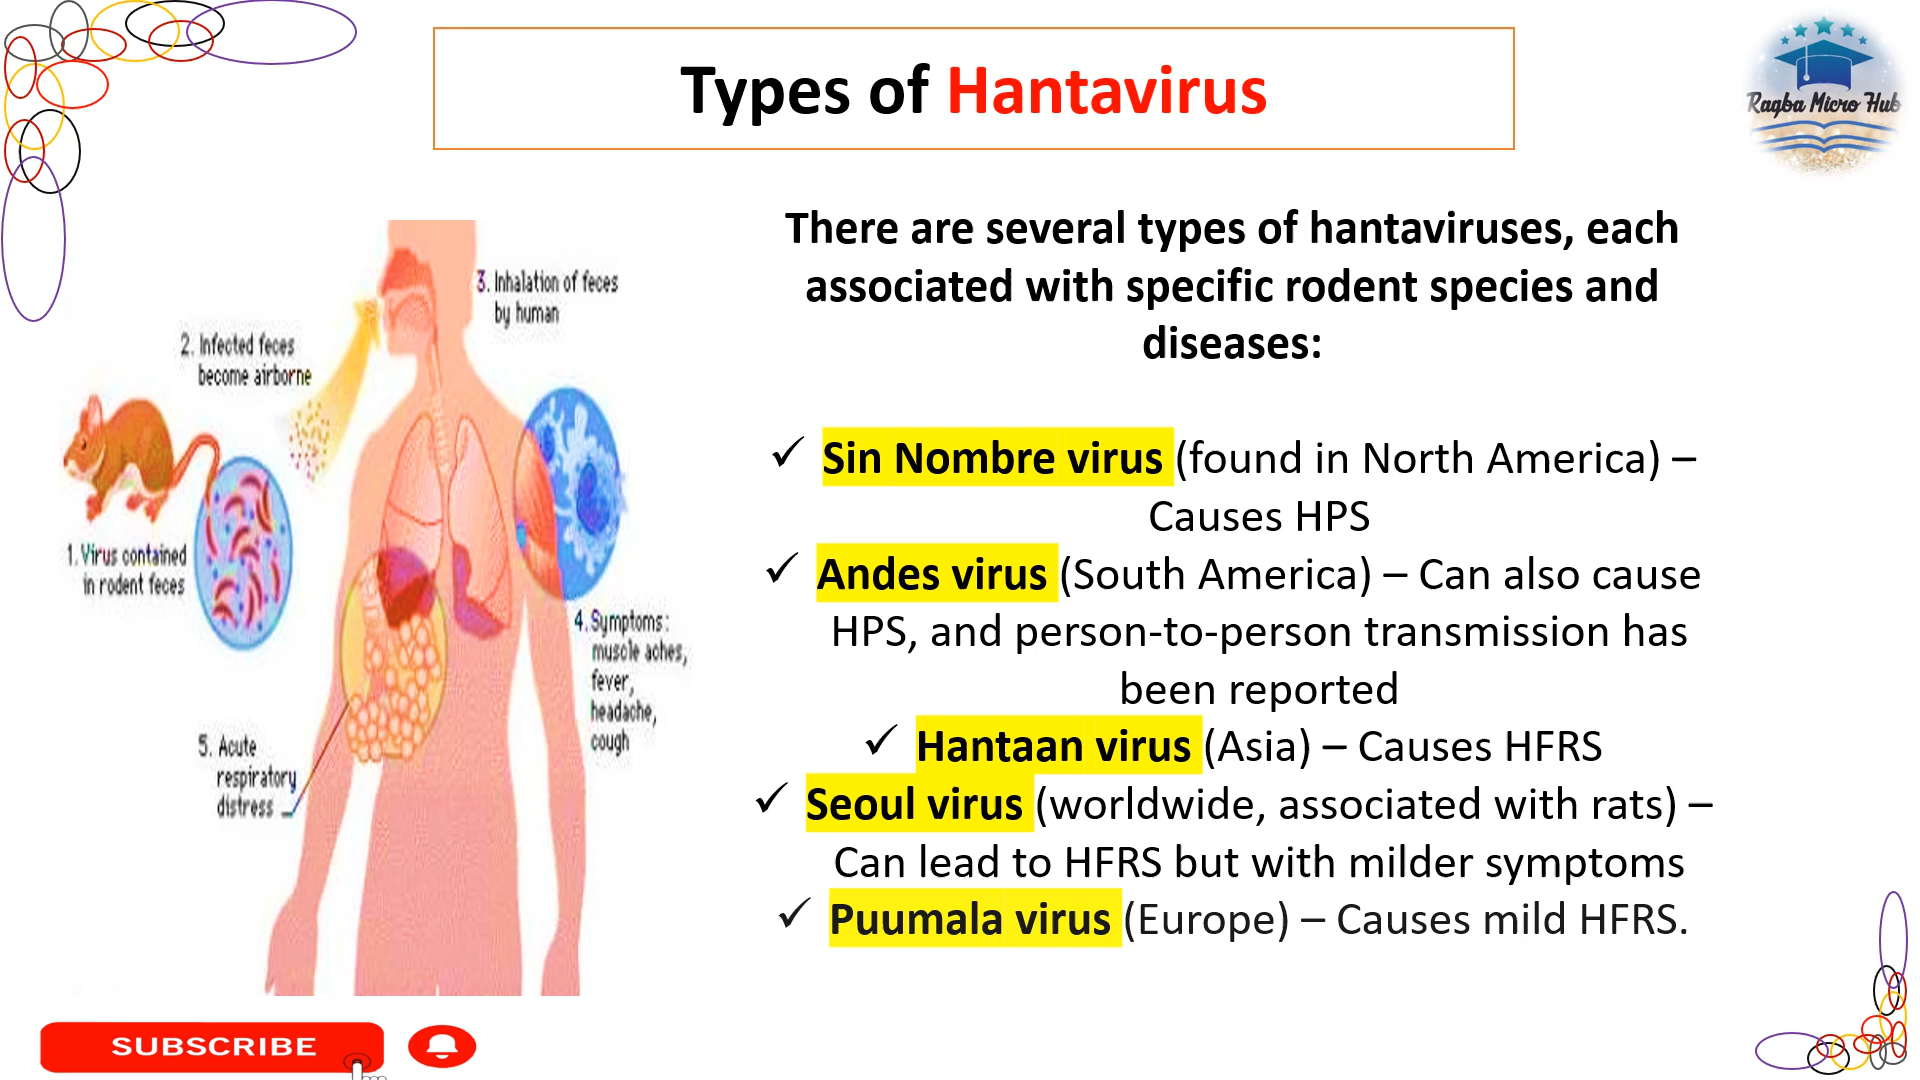 Types of Hantavirus
Ragba Micro Hub
There are several types of hantaviruses, each
associated with specific rodent species and
diseases:
✓ Sin Nombre virus (found in North America) –
Causes HPS
✓ Andes virus (South America) – Can also cause
HPS, and person-to-person transmission has
been reported
✓ Hantaan virus (Asia) – Causes HFRS
✓ Seoul virus (worldwide, associated with rats) –
Can lead to HFRS but with milder symptoms
✓ Puumala virus (Europe) – Causes mild HFRS.
1. Virus contained
in rodent feces
2. Infected feces
become airborne
3. Inhalation of feces
by human
4. Symptoms:
muscle aches,
fever,
headache,
cough
5. Acute
respiratory
distress
SUBSCRIBE